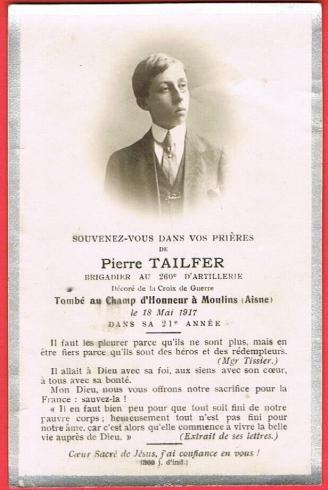 SOUVENEZ-VOUS DANS VOS PRIÈRES
DE
Pierre TAILFER
BRIGADIER AU 260e D'ARTILLERIE
Décoré de la Croix de Guerre
Tombé au Champ d'Honneur à Moulins (Aisne)
le 18 Mai 1917
DANS SA 21e ANNÉE
Il faut les pleurer parce qu'ils ne sont plus, mais en
être fiers parce qu'ils sont des héros et des rédempteurs.
(Mgr Tissier.)
Il allait à Dieu avec sa foi, aux siens avec son cœur,
à tous avec sa bonté.
Mon Dieu, nous vous offrons notre sacrifice pour la
France : sauvez-la !
« Il en faut bien peu pour que tout soit fini de notre
pauvre corps ; heureusement tout n'est pas fini pour
notre âme, car c'est alors qu'elle commence à vivre la belle
vie auprès de Dieu. » (Extrait de ses lettres.)
Cœur Sacré de Jésus, j'ai confiance en vous !
(300 j. d'ind.)